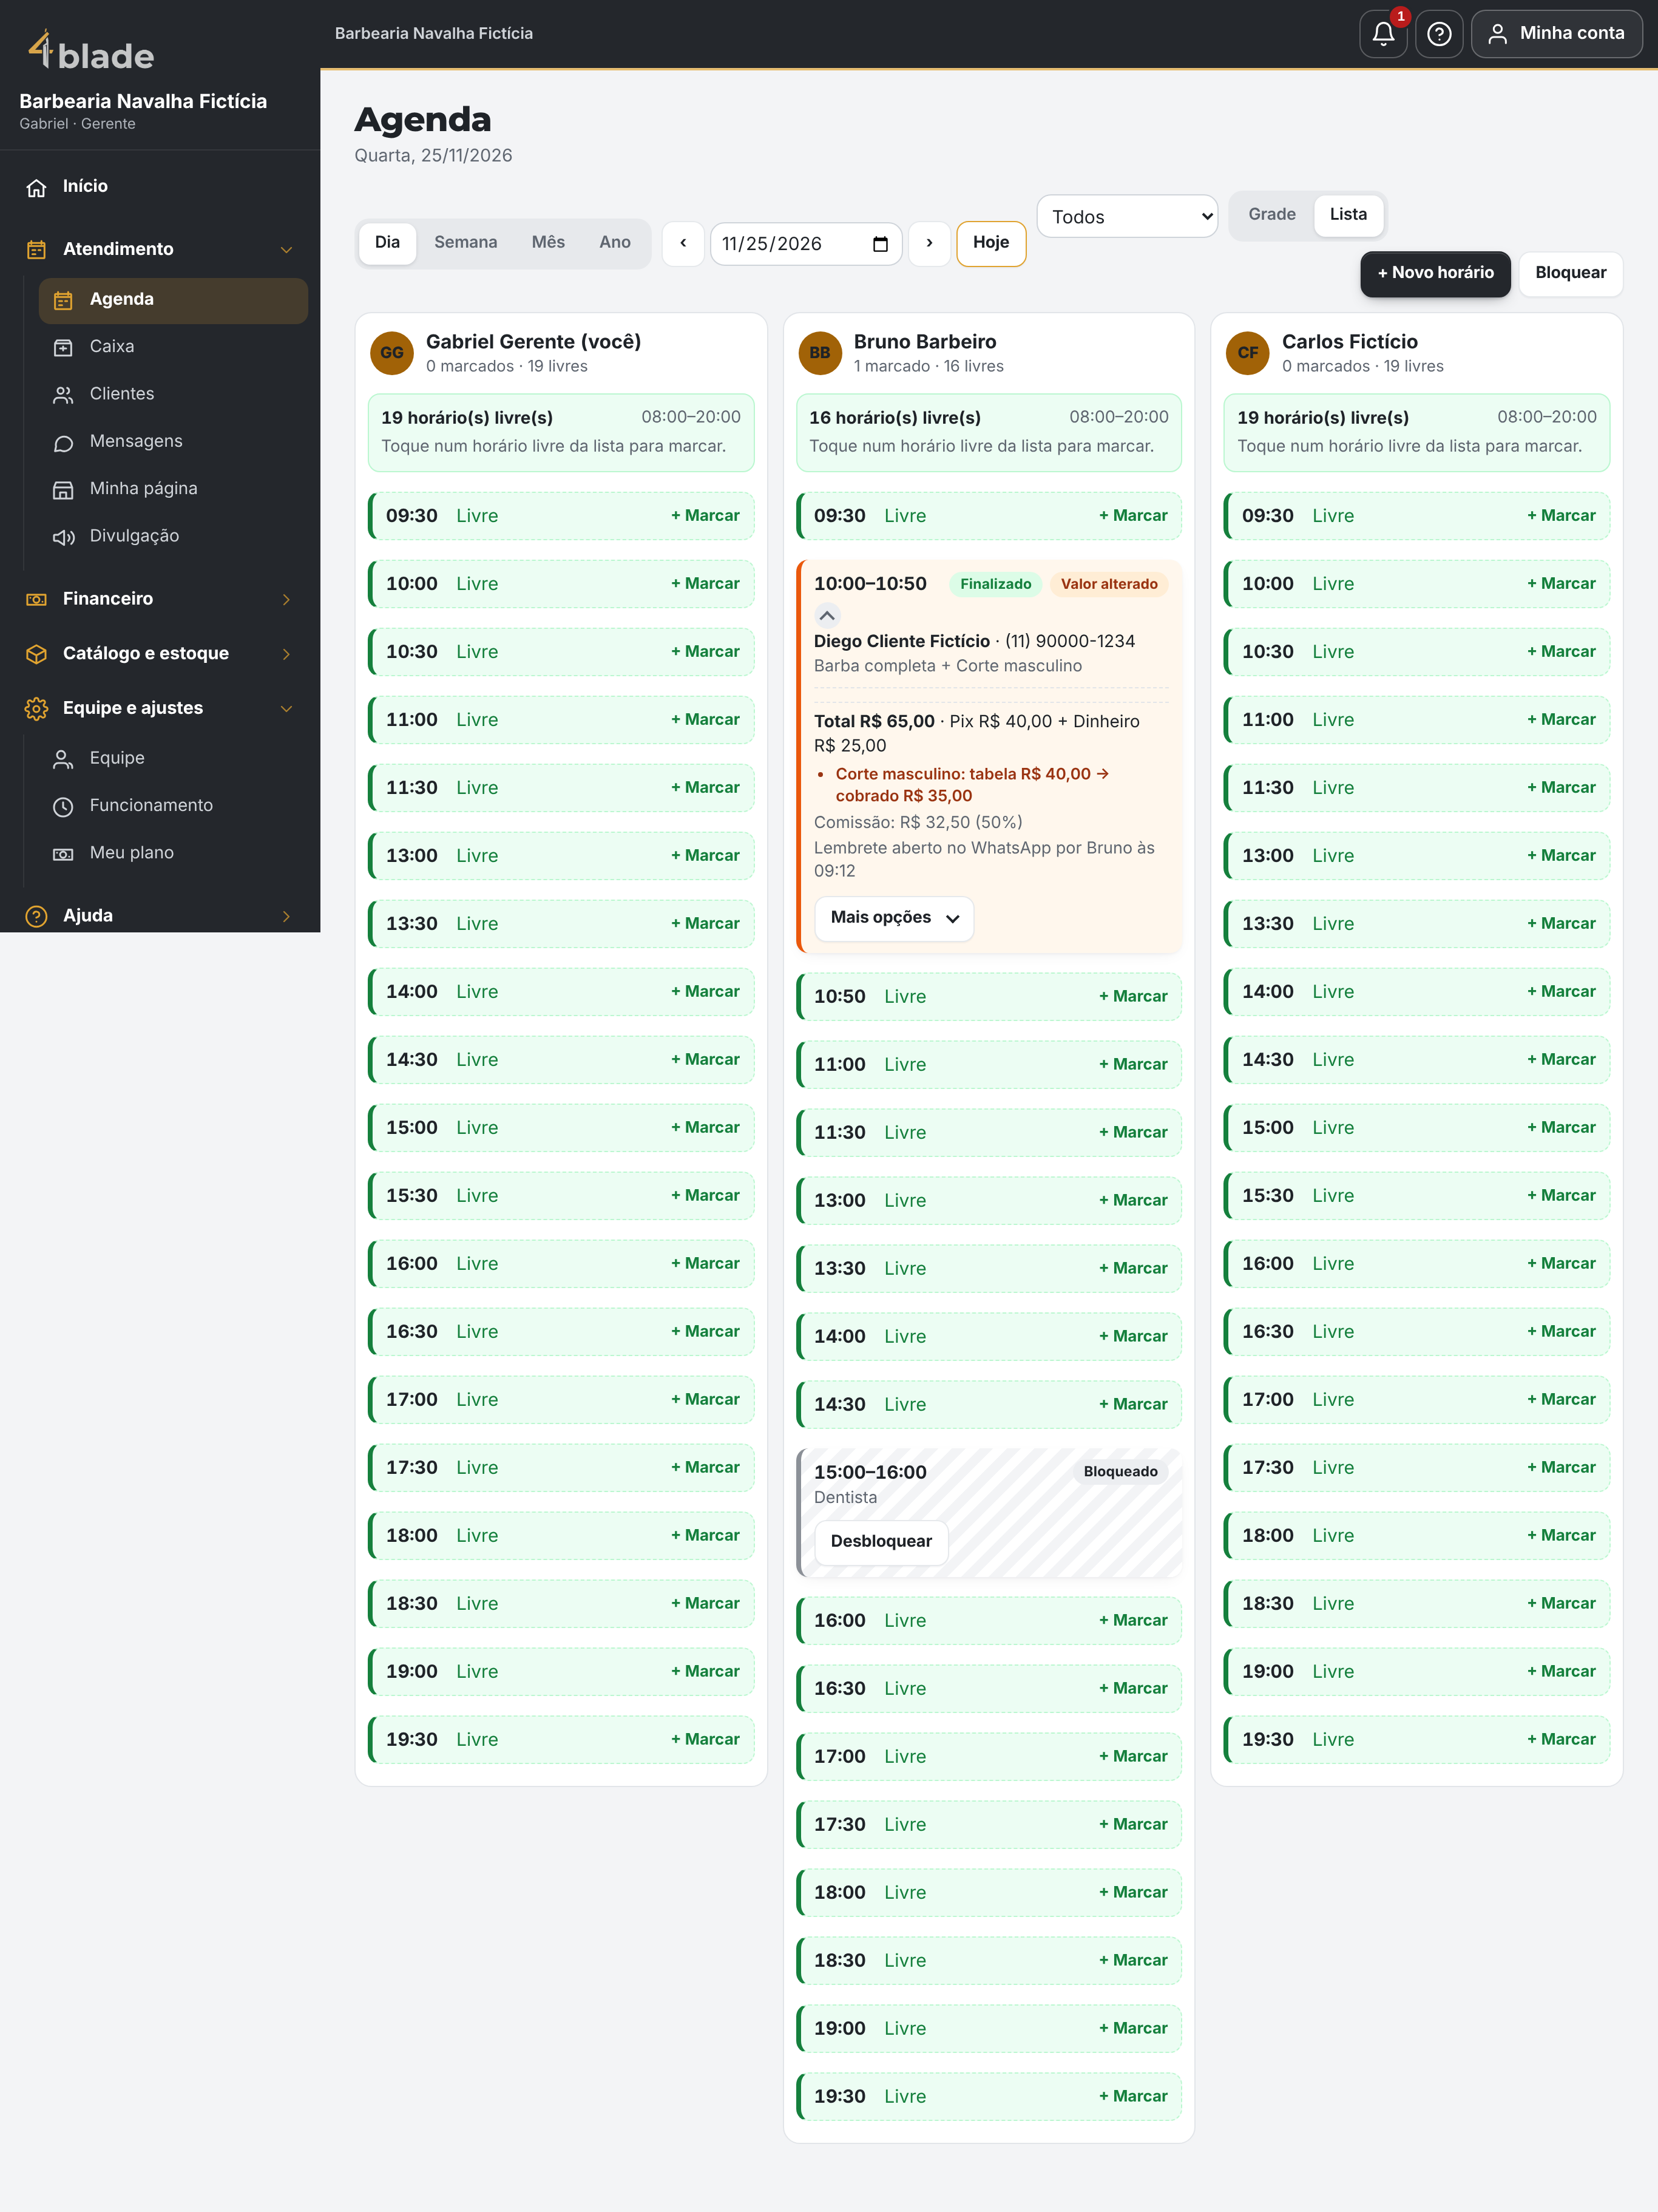 4blade
Barbearia Navalha Fictícia
Gabriel · Gerente
Início
Atendimento
Agenda
Caixa
Clientes
Mensagens
Minha página
Divulgação
Financeiro
Catálogo e estoque
Equipe e ajustes
Equipe
Funcionamento
Meu plano
Ajuda
Barbearia Navalha Fictícia
1
Minha conta
Agenda
Quarta, 25/11/2026
Dia Semana Mês Ano
‹ 11/25/2026 › Hoje
Todos
Grade Lista
+ Novo horário Bloquear
GG
Gabriel Gerente (você)
0 marcados · 19 livres
19 horário(s) livre(s) 08:00–20:00
Toque num horário livre da lista para marcar.
09:30 Livre + Marcar
10:00 Livre + Marcar
10:30 Livre + Marcar
11:00 Livre + Marcar
11:30 Livre + Marcar
13:00 Livre + Marcar
13:30 Livre + Marcar
14:00 Livre + Marcar
14:30 Livre + Marcar
15:00 Livre + Marcar
15:30 Livre + Marcar
16:00 Livre + Marcar
16:30 Livre + Marcar
17:00 Livre + Marcar
17:30 Livre + Marcar
18:00 Livre + Marcar
18:30 Livre + Marcar
19:00 Livre + Marcar
19:30 Livre + Marcar
BB
Bruno Barbeiro
1 marcado · 16 livres
16 horário(s) livre(s) 08:00–20:00
Toque num horário livre da lista para marcar.
09:30 Livre + Marcar
10:00–10:50 Finalizado Valor alterado
Diego Cliente Fictício · (11) 90000-1234
Barba completa + Corte masculino
Total R$ 65,00 · Pix R$ 40,00 + Dinheiro
R$ 25,00
• Corte masculino: tabela R$ 40,00 →
cobrado R$ 35,00
Comissão: R$ 32,50 (50%)
Lembrete aberto no WhatsApp por Bruno às
09:12
Mais opções
10:50 Livre + Marcar
11:00 Livre + Marcar
11:30 Livre + Marcar
13:00 Livre + Marcar
13:30 Livre + Marcar
14:00 Livre + Marcar
14:30 Livre + Marcar
15:00–16:00 Bloqueado
Dentista
Desbloquear
16:00 Livre + Marcar
16:30 Livre + Marcar
17:00 Livre + Marcar
17:30 Livre + Marcar
18:00 Livre + Marcar
18:30 Livre + Marcar
19:00 Livre + Marcar
19:30 Livre + Marcar
CF
Carlos Fictício
0 marcados · 19 livres
19 horário(s) livre(s) 08:00–20:00
Toque num horário livre da lista para marcar.
09:30 Livre + Marcar
10:00 Livre + Marcar
10:30 Livre + Marcar
11:00 Livre + Marcar
11:30 Livre + Marcar
13:00 Livre + Marcar
13:30 Livre + Marcar
14:00 Livre + Marcar
14:30 Livre + Marcar
15:00 Livre + Marcar
15:30 Livre + Marcar
16:00 Livre + Marcar
16:30 Livre + Marcar
17:00 Livre + Marcar
17:30 Livre + Marcar
18:00 Livre + Marcar
18:30 Livre + Marcar
19:00 Livre + Marcar
19:30 Livre + Marcar